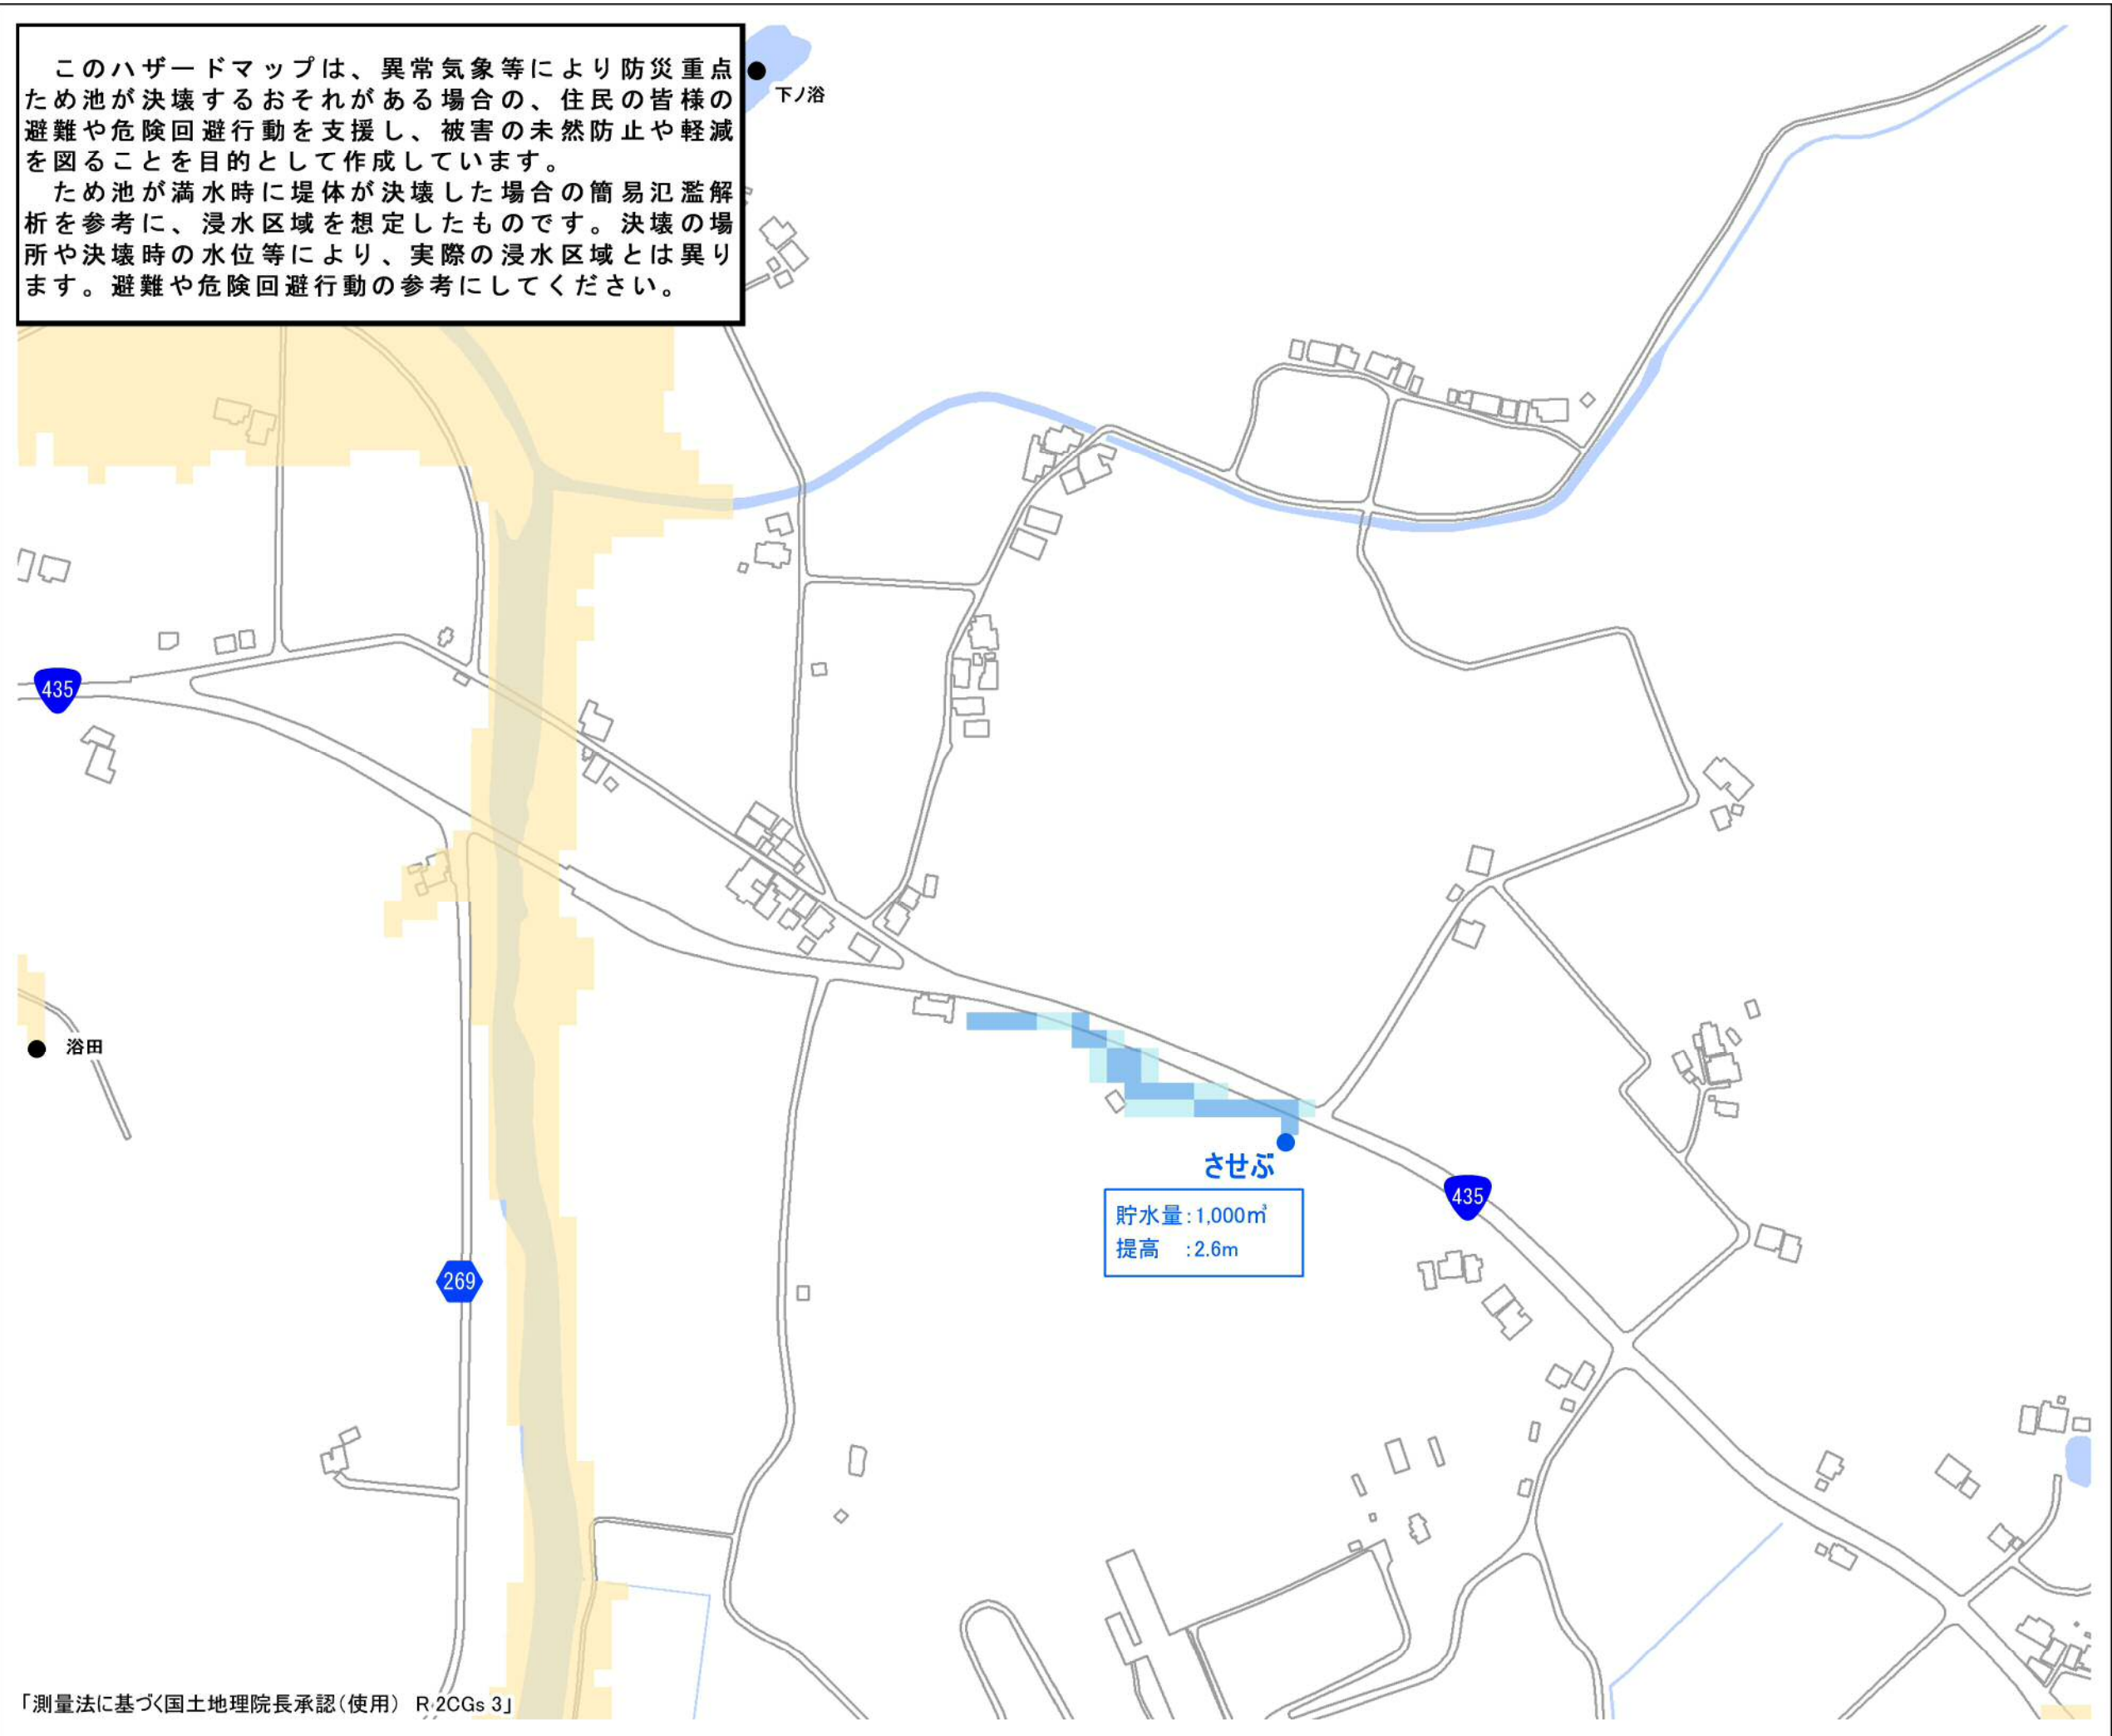 このハザードマップは、異常気象等により防災重点
ため池が決壊するおそれがある場合の、住民の皆様の
避難や危険回避行動を支援し、被害の未然防止や軽減
を図ることを目的として作成しています。
ため池が満水時に堤体が決壊した場合の簡易氾濫解
析を参考に、浸水区域を想定したものです。決壊の場
所や決壊時の水位等により、実際の浸水区域とは異り
ます。避難や危険回避行動の参考にしてください。
下ノ浴
435
浴田
させぶ
貯水量:1,000㎥
提高 :2.6m
435
269
「測量法に基づく国土地理院長承認(使用) R 2CGs 3」